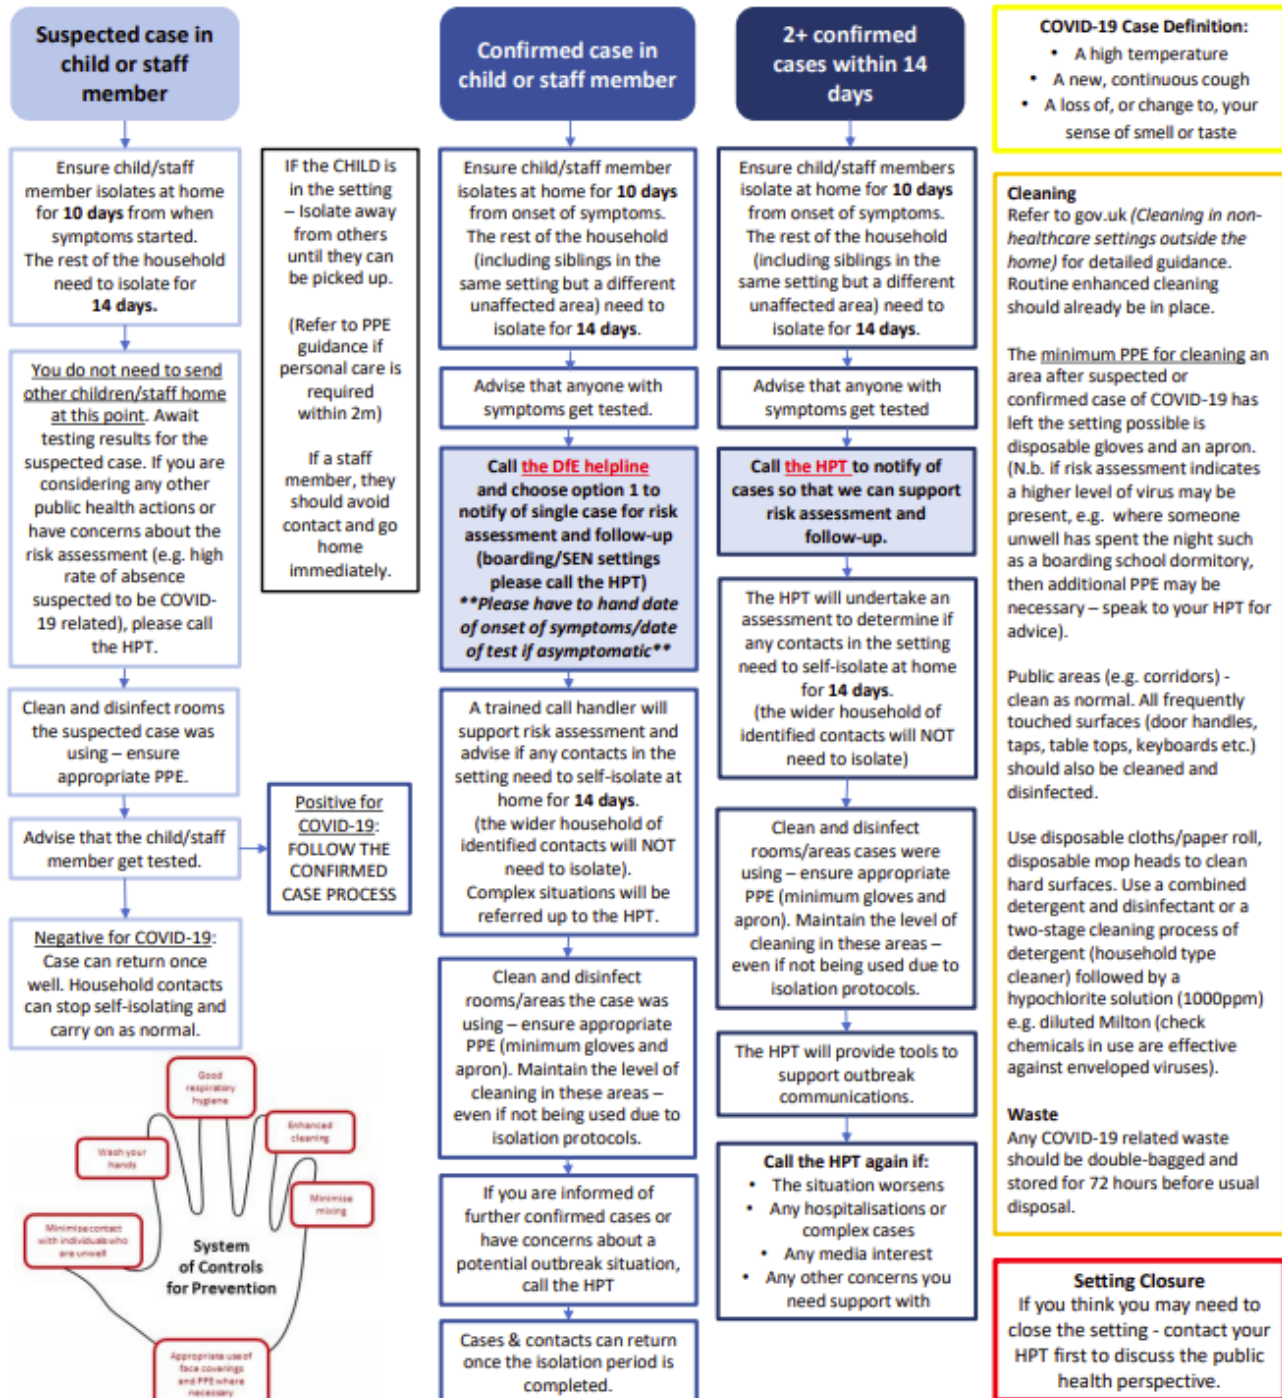 Suspected case in
child or staff
member
Ensure child/staff
member isolates at home
for 10 days from when
symptoms started.
The rest of the household
need to isolate for
14 days.
You do not need to send
other children/staff home
at this point. Await
testing results for the
suspected case. If you are
considering any other
public health actions or
have concerns about the
risk assessment (e.g. high
rate of absence
suspected to be COVID-
19 related), please call
the HPT.
Clean and disinfect rooms
the suspected case was
using – ensure
appropriate PPE.
Advise that the child/staff
member get tested.
Negative for COVID-19:
Case can return once
well. Household contacts
can stop self-isolating and
carry on as normal.
IF the CHILD is
in the setting
– Isolate away
from others
until they can
be picked up.
(Refer to PPE
guidance if
personal care is
required
within 2m)
If a staff
member, they
should avoid
contact and go
home
immediately.
Positive for
COVID-19:
FOLLOW THE
CONFIRMED
CASE PROCESS
Good
respiratory
hygiene
Enhanced
cleaning
Wash your
hands
Minimise
mixing
Minimise contact
with individuals who
are unwell
System
of Controls
for Prevention
Appropriate use of
face coverings
and PPE where
necessary
Confirmed case in
child or staff member
Ensure child/staff member
isolates at home for 10 days
from onset of symptoms.
The rest of the household
(including siblings in the
same setting but a different
unaffected area) need to
isolate for 14 days.
Advise that anyone with
symptoms get tested.
Call the DfE helpline
and choose option 1 to
notify of single case for risk
assessment and follow-up
(boarding/SEN settings
please call the HPT)
**Please have to hand date
of onset of symptoms/date
of test if asymptomatic**
A trained call handler will
support risk assessment and
advise if any contacts in the
setting need to self-isolate at
home for 14 days.
(the wider household of
identified contacts will NOT
need to isolate).
Complex situations will be
referred up to the HPT.
Clean and disinfect
rooms/areas the case was
using – ensure appropriate
PPE (minimum gloves and
apron). Maintain the level of
cleaning in these areas –
even if not being used due to
isolation protocols.
If you are informed of
further confirmed cases or
have concerns about a
potential outbreak situation,
call the HPT
Cases & contacts can return
once the isolation period is
completed.
2+ confirmed
cases within 14
days
Ensure child/staff members
isolate at home for 10 days
from onset of symptoms.
The rest of the household
(including siblings in the
same setting but a different
unaffected area) need to
isolate for 14 days.
Advise that anyone with
symptoms get tested
Call the HPT to notify of
cases so that we can support
risk assessment and
follow-up.
The HPT will undertake an
assessment to determine if
any contacts in the setting
need to self-isolate at home
for 14 days.
(the wider household of
identified contacts will NOT
need to isolate)
Clean and disinfect
rooms/areas cases were
using – ensure appropriate
PPE (minimum gloves and
apron). Maintain the level of
cleaning in these areas –
even if not being used due to
isolation protocols.
The HPT will provide tools to
support outbreak
communications.
Call the HPT again if:
• The situation worsens
• Any hospitalisations or
complex cases
• Any media interest
• Any other concerns you
need support with
COVID-19 Case Definition:
• A high temperature
• A new, continuous cough
• A loss of, or change to, your
sense of smell or taste
Cleaning
Refer to gov.uk (Cleaning in non-
healthcare settings outside the
home) for detailed guidance.
Routine enhanced cleaning
should already be in place.
The minimum PPE for cleaning an
area after suspected or
confirmed case of COVID-19 has
left the setting possible is
disposable gloves and an apron.
(N.b. if risk assessment indicates
a higher level of virus may be
present, e.g. where someone
unwell has spent the night such
as a boarding school dormitory,
then additional PPE may be
necessary – speak to your HPT for
advice).
Public areas (e.g. corridors) -
clean as normal. All frequently
touched surfaces (door handles,
taps, table tops, keyboards etc.)
should also be cleaned and
disinfected.
Use disposable cloths/paper roll,
disposable mop heads to clean
hard surfaces. Use a combined
detergent and disinfectant or a
two-stage cleaning process of
detergent (household type
cleaner) followed by a
hypochlorite solution (1000ppm)
e.g. diluted Milton (check
chemicals in use are effective
against enveloped viruses).
Waste
Any COVID-19 related waste
should be double-bagged and
stored for 72 hours before usual
disposal.
Setting Closure
If you think you may need to
close the setting - contact your
HPT first to discuss the public
health perspective.